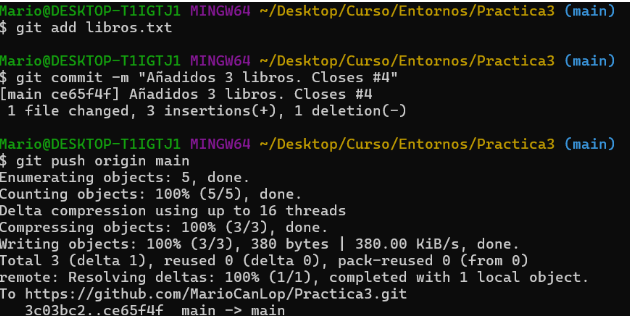 Mario@DESKTOP-T1IGTJ1 MINGW64 ~/Desktop/Curso/Entornos/Practica3 (main)
$ git add libros.txt
Mario@DESKTOP-T1IGTJ1 MINGW64 ~/Desktop/Curso/Entornos/Practica3 (main)
$ git commit -m "Añadidos 3 libros. Closes #4"
[main ce65f4f] Añadidos 3 libros. Closes #4
 1 file changed, 3 insertions(+), 1 deletion(-)
Mario@DESKTOP-T1IGTJ1 MINGW64 ~/Desktop/Curso/Entornos/Practica3 (main)
$ git push origin main
Enumerating objects: 5, done.
Counting objects: 100% (5/5), done.
Delta compression using up to 16 threads
Compressing objects: 100% (3/3), done.
Writing objects: 100% (3/3), 380 bytes | 380.00 KiB/s, done.
Total 3 (delta 1), reused 0 (delta 0), pack-reused 0 (from 0)
remote: Resolving deltas: 100% (1/1), completed with 1 local object.
To https://github.com/MarioCanLop/Practica3.git
   3c03bc2..ce65f4f  main -> main